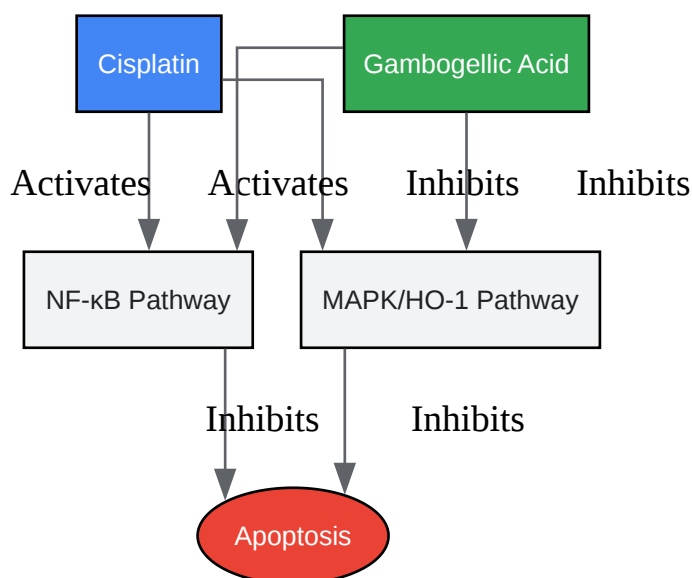 Cisplatin
Gambogellic Acid
Activates
Activates
Inhibits
Inhibits
NF-κB Pathway
MAPK/HO-1 Pathway
Inhibits
Inhibits
Apoptosis